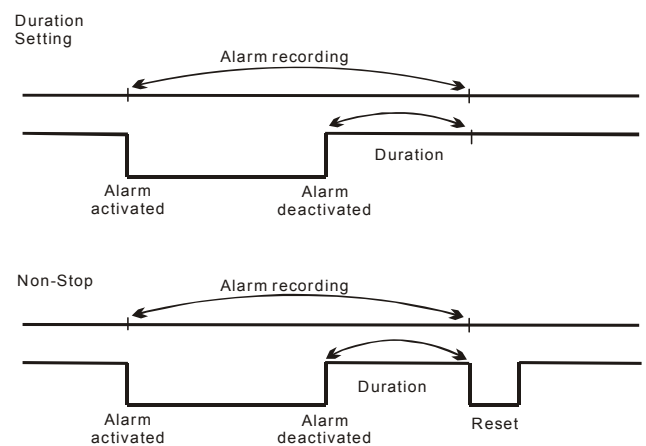 Duration
Setting
Alarm recording
Duration
Alarm
activated
Alarm
deactivated
Non-Stop
Alarm recording
Duration
Alarm
activated
Alarm
deactivated
Reset